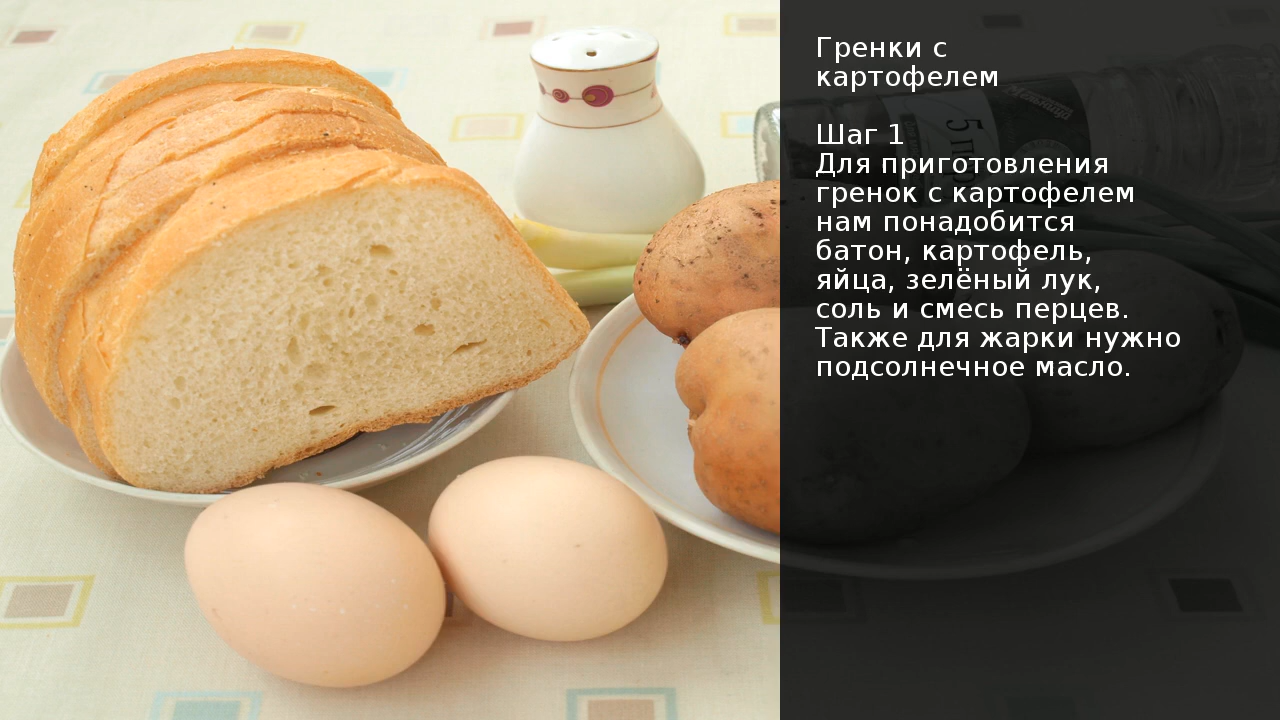 Гренки с
картофелем
Шаг 1
Для приготовления
гренок с картофелем
нам понадобится
батон, картофель,
яйца, зелёный лук,
соль и смесь перцев.
Также для жарки нужно
подсолнечное масло.